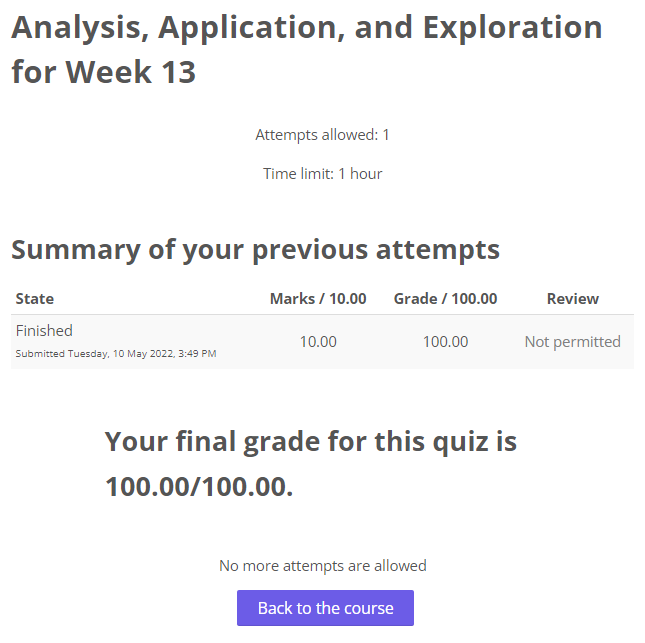 Analysis, Application, and Exploration
for Week 13
Attempts allowed: 1
Time limit: 1 hour
Summary of your previous attempts
State Marks / 10.00 Grade / 100.00 Review
Finished
Submitted Tuesday, 10 May 2022, 3:49 PM
10.00 100.00 Not permitted
Your final grade for this quiz is
100.00/100.00.
No more attempts are allowed
Back to the course